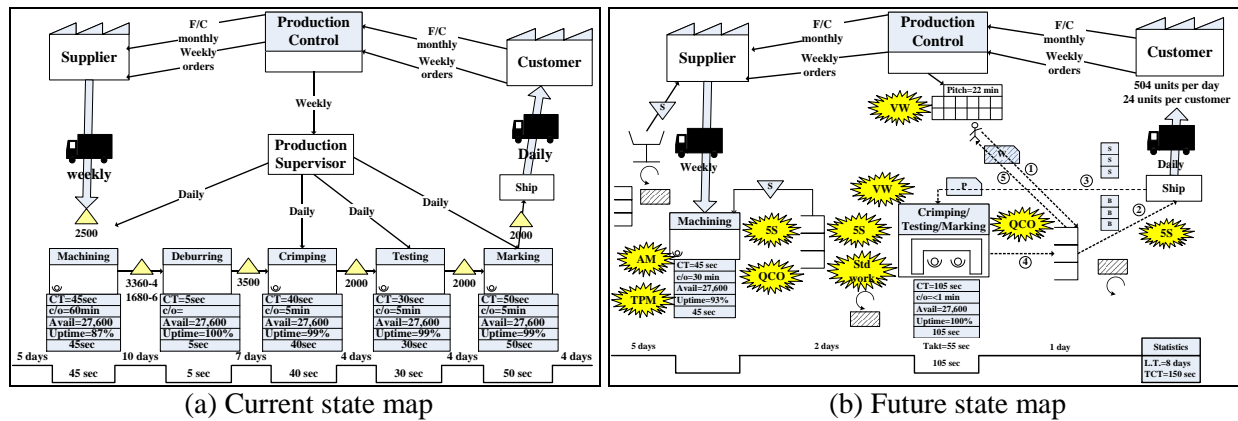 F/C
monthly
Production
Control
F/C
monthly
Supplier
Weekly
orders
Weekly
orders
Customer
Weekly
weekly
Production
Supervisor
Daily
Daily
Ship
Daily
Daily
Daily
Daily
2500
2000
Machining
Deburring
Crimping
Testing
Marking
3360-4
1680-6
3500
2000
2000
CT=45sec
c/o=60min
Avail=27,600
Uptime=87%
45sec
CT=5sec
c/o=
Avail=27,600
Uptime=100%
5sec
CT=40sec
c/o=5min
Avail=27,600
Uptime=99%
40sec
CT=30sec
c/o=5min
Avail=27,600
Uptime=99%
30sec
CT=50sec
c/o=5min
Avail=27,600
Uptime=99%
50sec
5 days
10 days
7 days
4 days
4 days
4 days
45 sec
5 sec
40 sec
30 sec
50 sec
(a) Current state map
F/C
monthly
Production
Control
F/C
monthly
Supplier
Weekly
orders
Weekly
orders
Customer
504 units per day
24 units per customer
Pitch=22 min
VW
S
Weekly
W
1
5
S
S
S
3
Daily
Ship
VW
P
S
B
B
B
2
Machining
Crimping/
Testing/Marking
5S
5S
QCO
5S
AM
QCO
Std
work
4
TPM
CT=45 sec
c/o=30 min
Avail=27,600
Uptime=93%
45 sec
CT=105 sec
c/o=<1 min
Avail=27,600
Uptime=100%
105 sec
5 days
2 days
Takt=55 sec
1 day
105 sec
Statistics
L.T.=8 days
TCT=150 sec
(b) Future state map